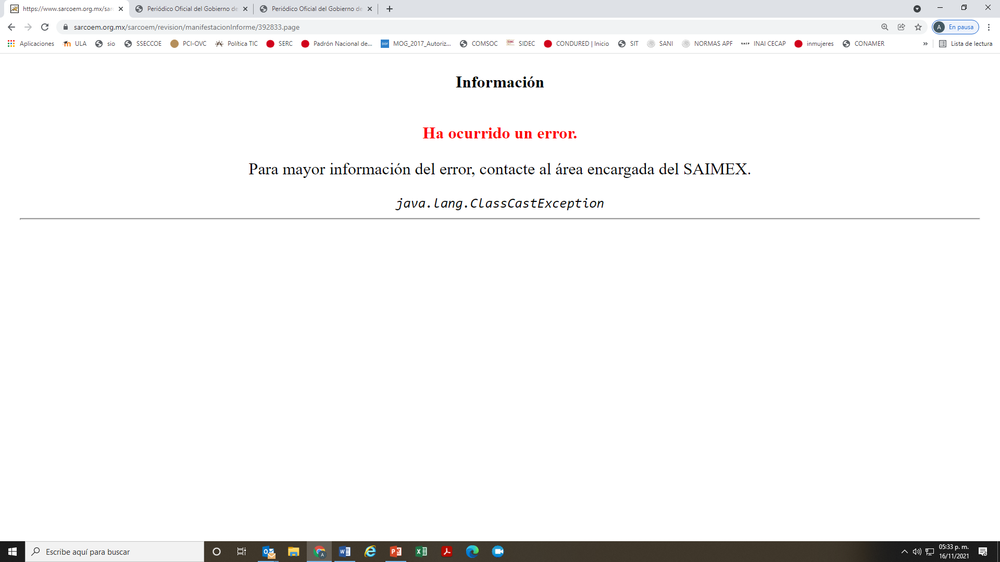 https://www.sarcoem.org.mx/sar
Periódico Oficial del Gobierno de
Periódico Oficial del Gobierno de
sarcoem.org.mx/sarcoem/revision/manifestacionInforme/392833.page
A En pausa
Aplicaciones ULA sio SSECCOE PCI-OVC Política TIC SERC Padrón Nacional de... DOF MOG_2017_Autoriz... COMSOC SIDEC CONDURED | Inicio SIT SANI NORMAS APF INAI CECAP inmujeres CONAMER » Lista de lectura
Información
Ha ocurrido un error.
Para mayor información del error, contacte al área encargada del SAIMEX.
java.lang.ClassCastException
Escribe aquí para buscar
05:33 p. m.
16/11/2021